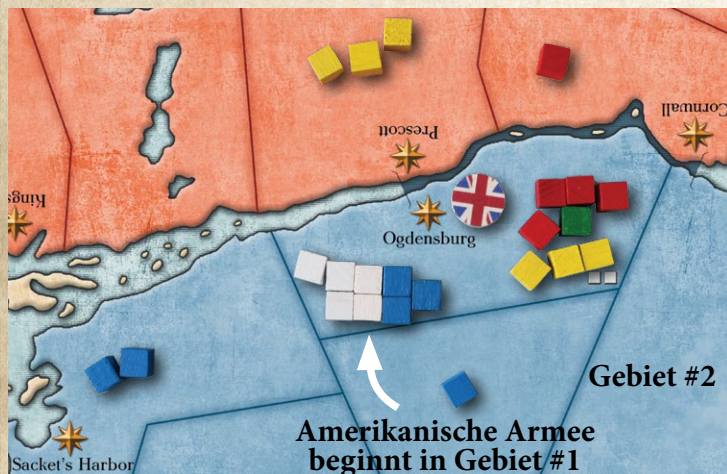 Prescott
Cornwall
Kings
Ogdensburg
Gebiet #2
Amerikanische Armee
beginnt in Gebiet #1
Sacket's Harbor